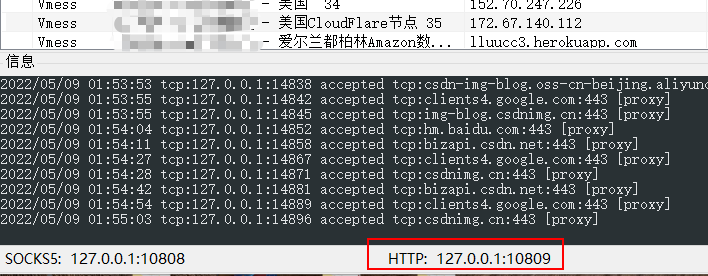 Vmess - 美国 34 152.70.247.226
Vmess - 美国CloudFlare节点 35 172.67.140.112
Vmess - 爱尔兰都柏林Amazon数... lluucc3.herokuapp.com
信息
2022/05/09 01:53:53 tcp:127.0.0.1:14838 accepted tcp:csdn-img-blog.oss-cn-beijing.aliyunc
2022/05/09 01:53:55 tcp:127.0.0.1:14842 accepted tcp:clients4.google.com:443 [proxy]
2022/05/09 01:53:55 tcp:127.0.0.1:14845 accepted tcp:img-blog.csdnimg.cn:443 [proxy]
2022/05/09 01:54:04 tcp:127.0.0.1:14852 accepted tcp:hm.baidu.com:443 [proxy]
2022/05/09 01:54:11 tcp:127.0.0.1:14858 accepted tcp:bizapi.csdn.net:443 [proxy]
2022/05/09 01:54:27 tcp:127.0.0.1:14867 accepted tcp:clients4.google.com:443 [proxy]
2022/05/09 01:54:28 tcp:127.0.0.1:14871 accepted tcp:csdnimg.cn:443 [proxy]
2022/05/09 01:54:42 tcp:127.0.0.1:14881 accepted tcp:bizapi.csdn.net:443 [proxy]
2022/05/09 01:54:54 tcp:127.0.0.1:14889 accepted tcp:clients4.google.com:443 [proxy]
2022/05/09 01:55:03 tcp:127.0.0.1:14896 accepted tcp:csdnimg.cn:443 [proxy]
SOCKS5: 127.0.0.1:10808 HTTP: 127.0.0.1:10809